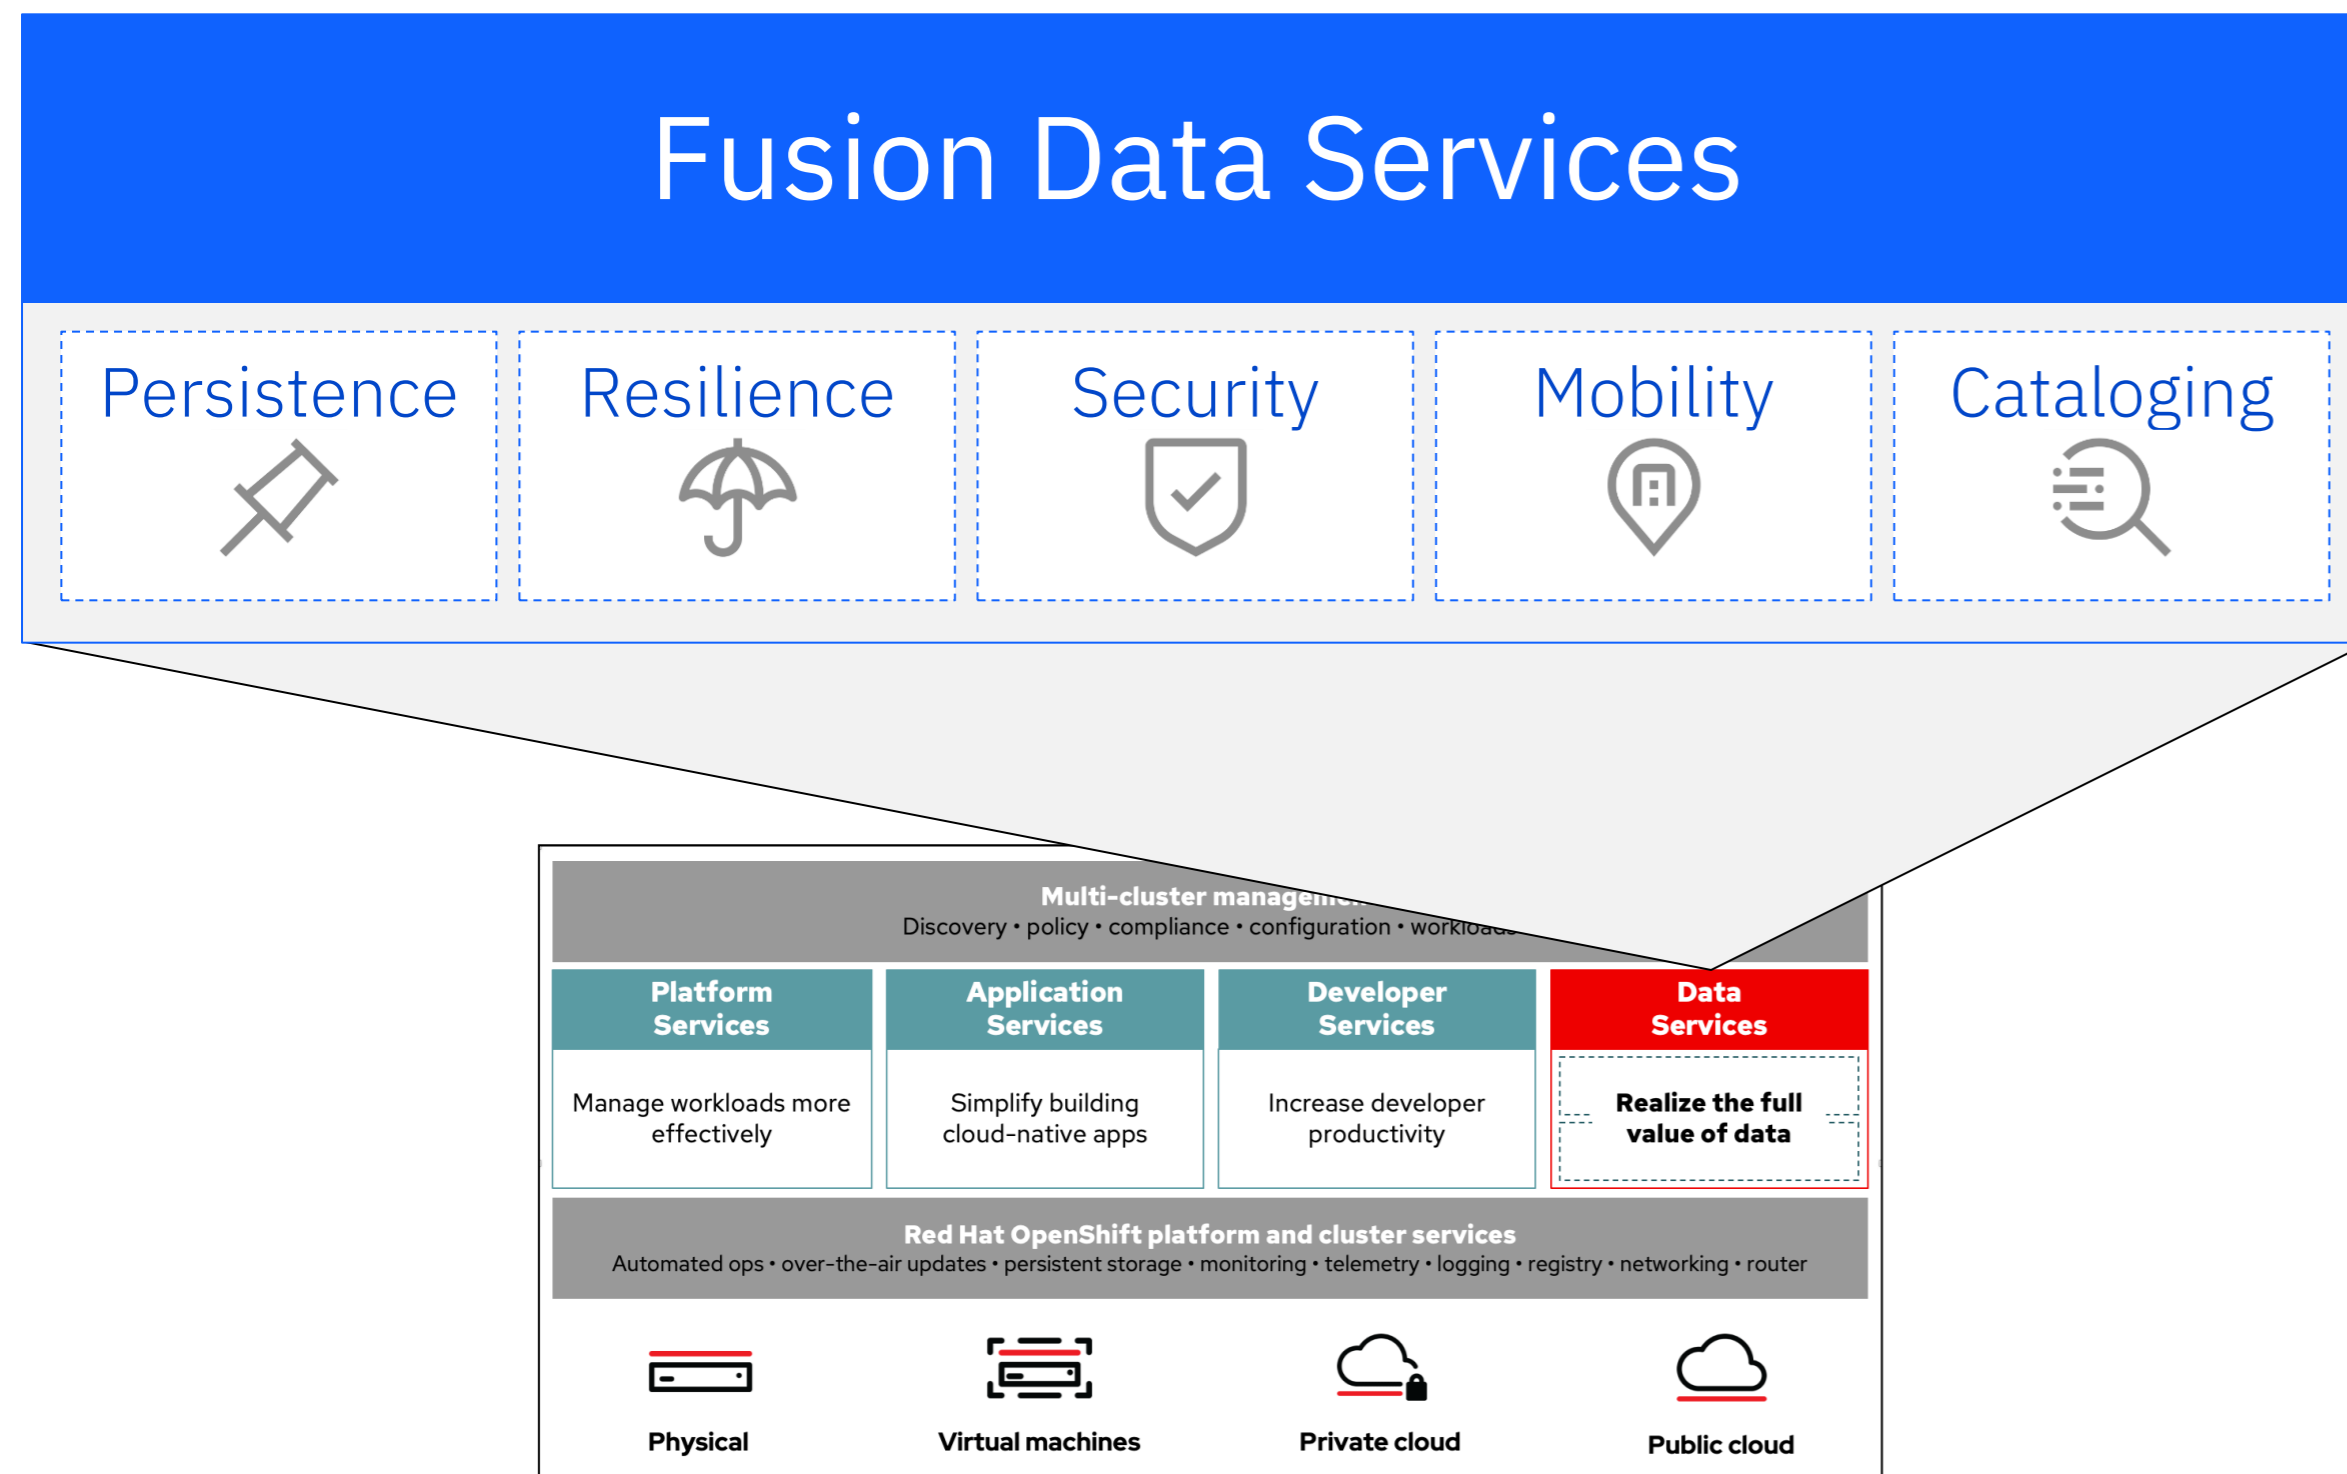 Fusion Data Services
Persistence
Resilience
Security
Mobility
Cataloging
Multi-cluster
Discovery • policy • compliance • configuration •
Platform
Services
Manage workloads more
effectively
Application
Services
Simplify building
cloud-native apps
Developer
Services
Increase developer
productivity
Data
Services
Realize the full
value of data
Red Hat OpenShift platform and cluster services
Automated ops • over-the-air updates • persistent storage • monitoring • telemetry • logging • registry • networking • router
Physical
Virtual machines
Private cloud
Public cloud